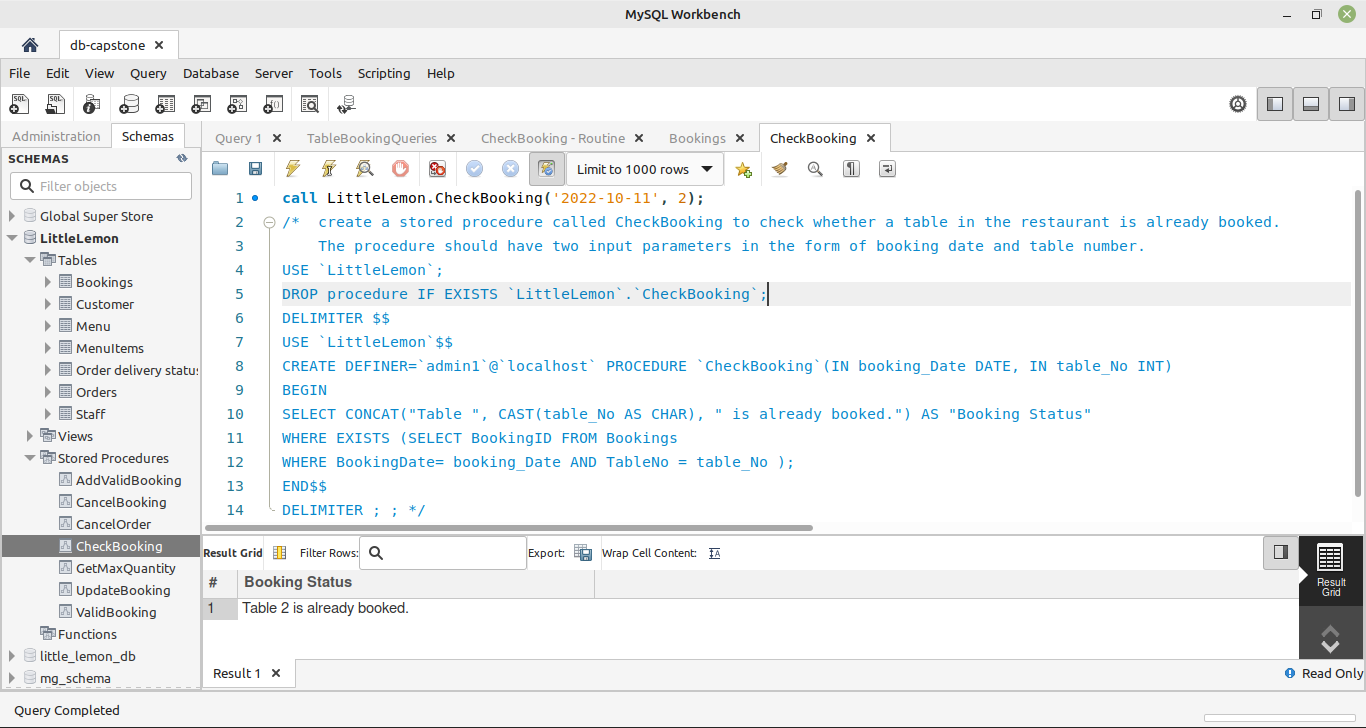 MySQL Workbench
db-capstone
File Edit View Query Database Server Tools Scripting Help
Administration Schemas
Query 1 TableBookingQueries CheckBooking - Routine Bookings CheckBooking
SCHEMAS
Filter objects
Global Super Store
LittleLemon
Tables
Bookings
Customer
Menu
MenuItems
Order delivery status
Orders
Staff
Views
Stored Procedures
AddValidBooking
CancelBooking
CancelOrder
CheckBooking
GetMaxQuantity
UpdateBooking
ValidBooking
Functions
little_lemon_db
mg_schema
Limit to 1000 rows
1 call LittleLemon.CheckBooking('2022-10-11', 2);
2 /*  create a stored procedure called CheckBooking to check whether a table in the restaurant is already booked.
3 The procedure should have two input parameters in the form of booking date and table number.
4 USE `LittleLemon`;
5 DROP procedure IF EXISTS `LittleLemon`.`CheckBooking`;
6 DELIMITER $$
7 USE `LittleLemon`$$
8 CREATE DEFINER=`admin1`@`localhost` PROCEDURE `CheckBooking`(IN booking_Date DATE, IN table_No INT)
9 BEGIN
10 SELECT CONCAT("Table ", CAST(table_No AS CHAR), " is already booked.") AS "Booking Status"
11 WHERE EXISTS (SELECT BookingID FROM Bookings
12 WHERE BookingDate= booking_Date AND TableNo = table_No );
13 END$$
14 DELIMITER ; ; */
Result Grid Filter Rows: Export: Wrap Cell Content:
# Booking Status
1 Table 2 is already booked.
Result
Grid
Result 1
Read Only
Query Completed